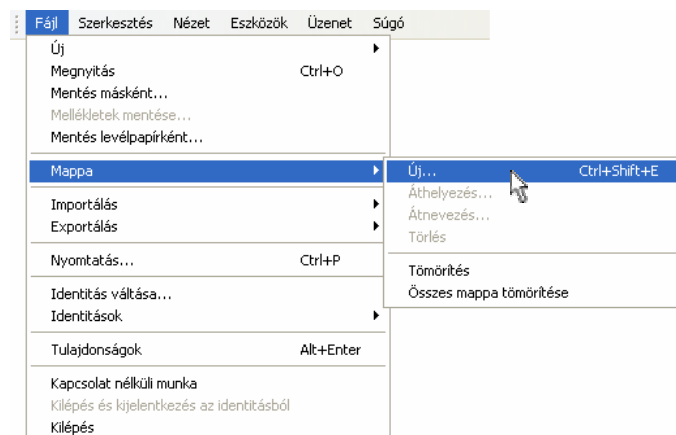 Fájl Szerkesztés Nézet Eszközök Üzenet Súgó
Új
Megnyitás Ctrl+O
Mentés másként...
Mellékletek mentése...
Mentés levélpapírként...
Mappa
Új... Ctrl+Shift+E
Áthelyezés...
Átnevezés...
Törlés
Tömörítés
Összes mappa tömörítése
Importálás
Exportálás
Nyomtatás... Ctrl+P
Identitás váltása...
Identitások
Tulajdonságok Alt+Enter
Kapcsolat nélküli munka
Kilépés és kijelentkezés az identitásból
Kilépés